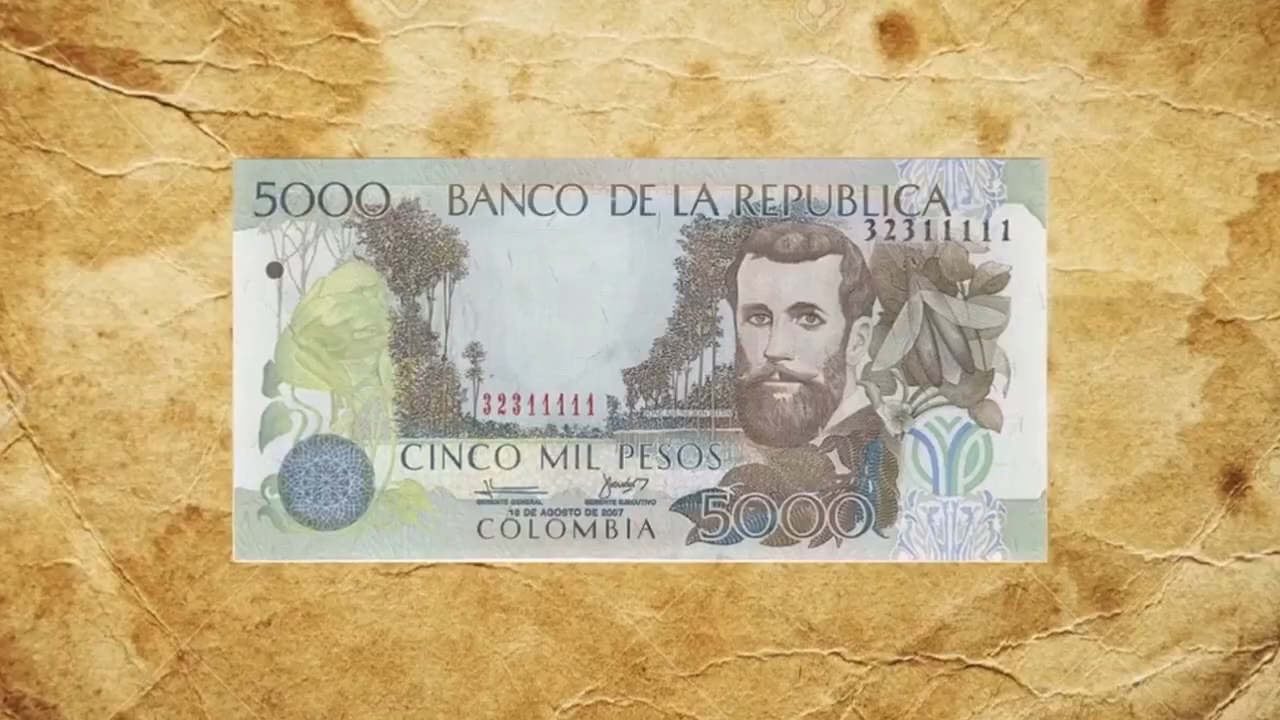 5000 BANCO DE LA REPUBLICA
32311111
32311111
CINCO MIL PESOS
GERENTE GENERAL GERENTE EJECUTIVO
18 DE AGOSTO DE 2007
COLOMBIA
5000